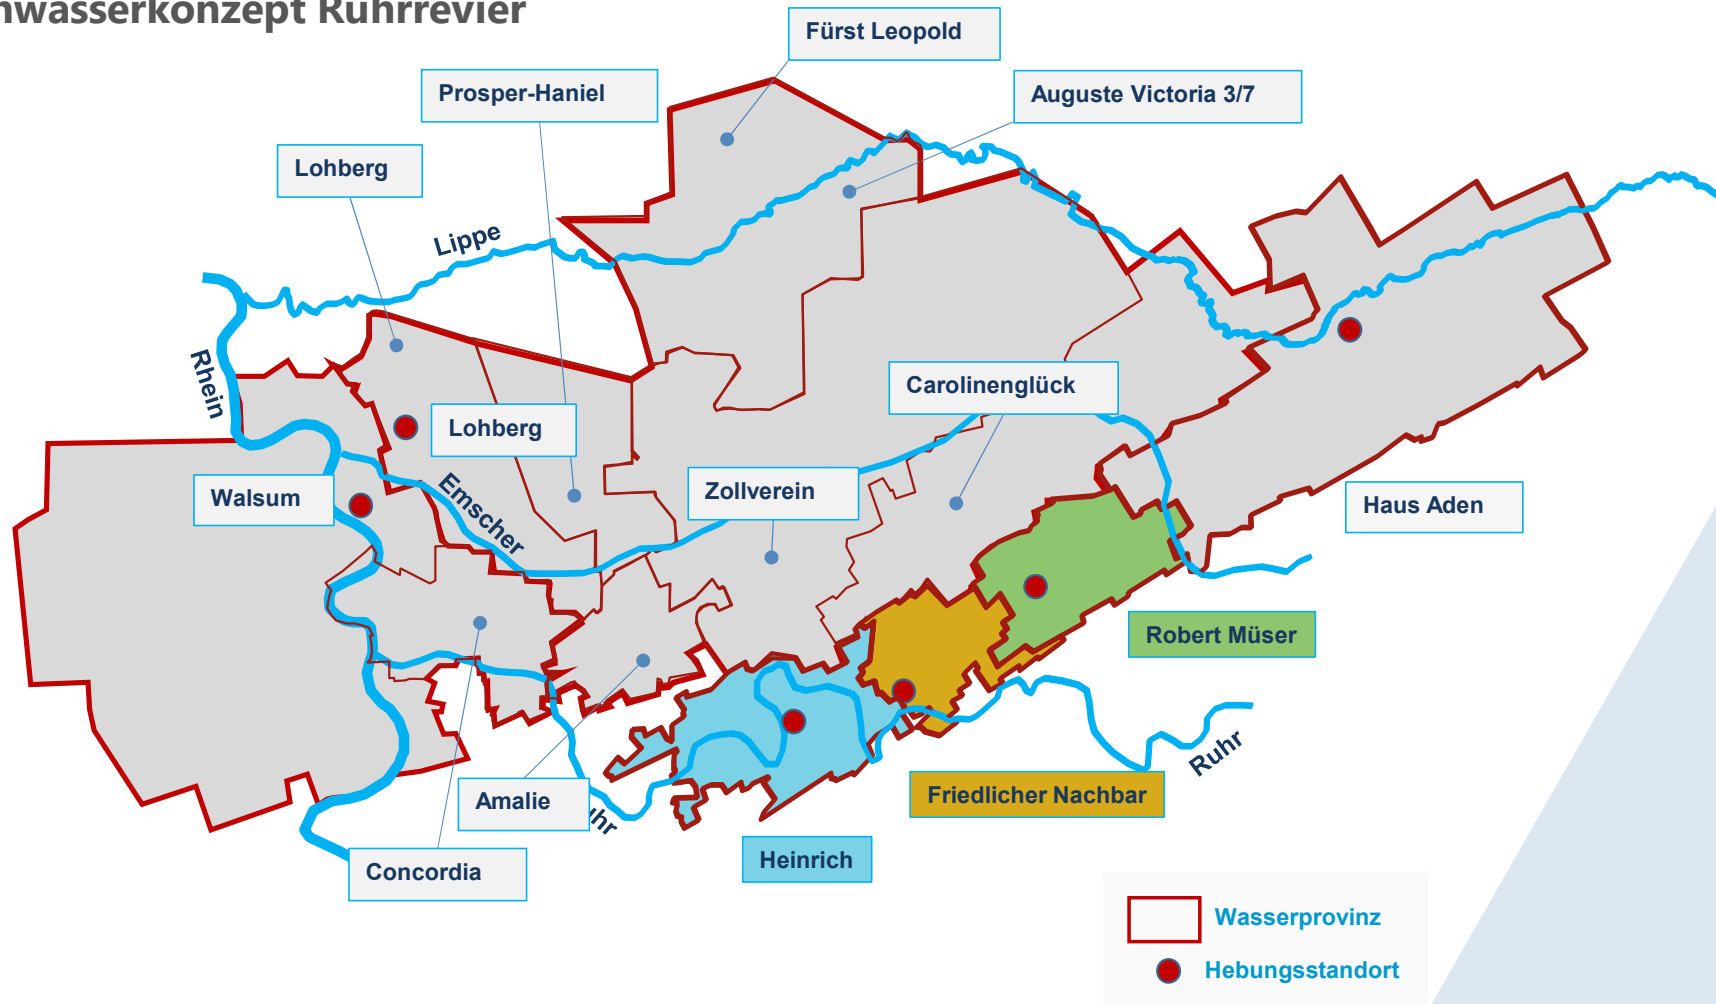 nwasserkonzept Ruhrrevier
Fürst Leopold
Prosper-Haniel
Auguste Victoria 3/7
Lohberg
Lippe
Rhein
Carolinenglück
Lohberg
Emscher
Zollverein
Walsum
Haus Aden
Robert Müser
Ruhr
Friedlicher Nachbar
Amalie
uhr
Heinrich
Concordia
Wasserprovinz
Hebungsstandort